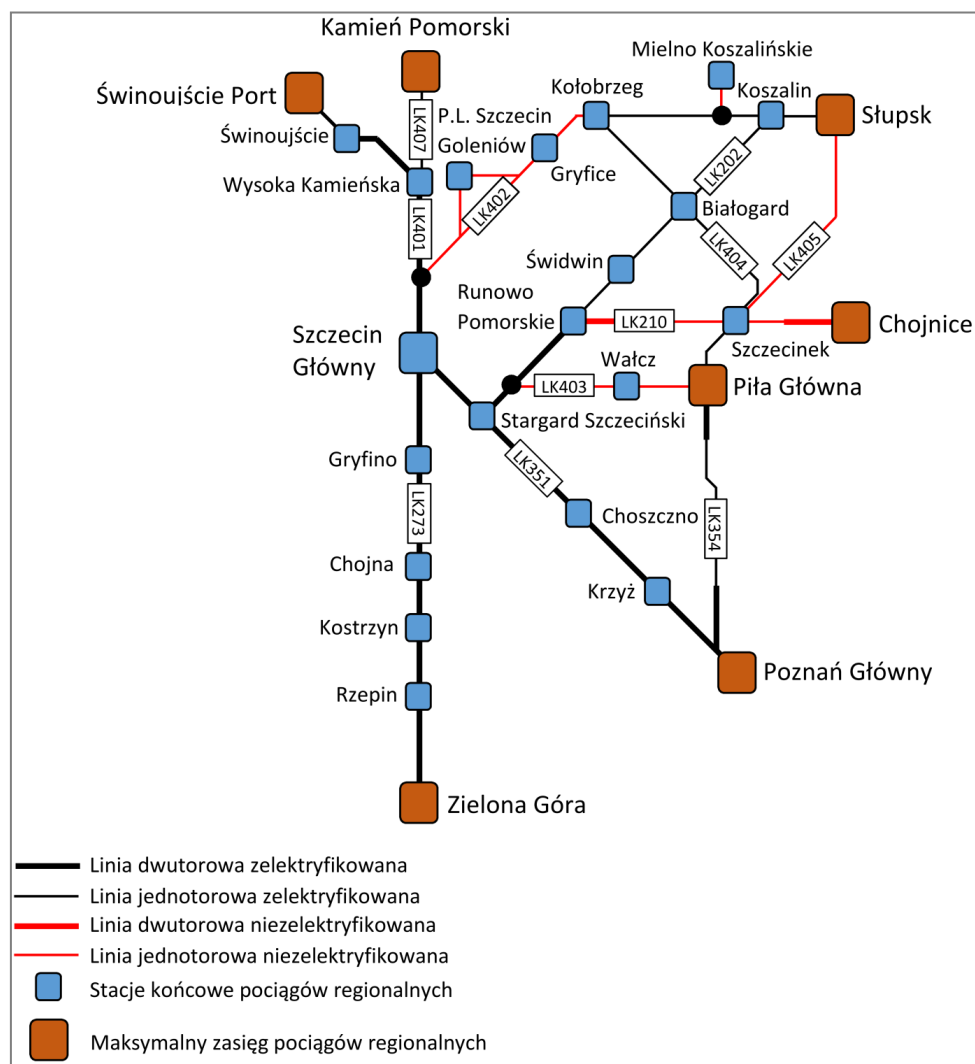 Kamień Pomorski
Mielno Koszalińskie
Świnoujście Port
Kołobrzeg
Koszalin
LK407
P.L. Szczecin
Goleniów
Słupsk
Świnoujście
Gryfice
LK202
Wysoka Kamieńska
LK402
Białogard
LK401
LK404
LK405
Świdwin
Runowo
Pomorskie
LK210
Chojnice
Szczecin
Główny
Szczecinek
Wałcz
LK403
Piła Główna
Stargard Szczeciński
Gryfino
LK351
LK273
Choszczno
LK354
Chojna
Krzyż
Kostrzyn
Poznań Główny
Rzepin
Zielona Góra
Linia dwutorowa zelektryfikowana
Linia jednotorowa zelektryfikowana
Linia dwutorowa niezelektryfikowana
Linia jednotorowa niezelektryfikowana
Stacje końcowe pociągów regionalnych
Maksymalny zasięg pociągów regionalnych